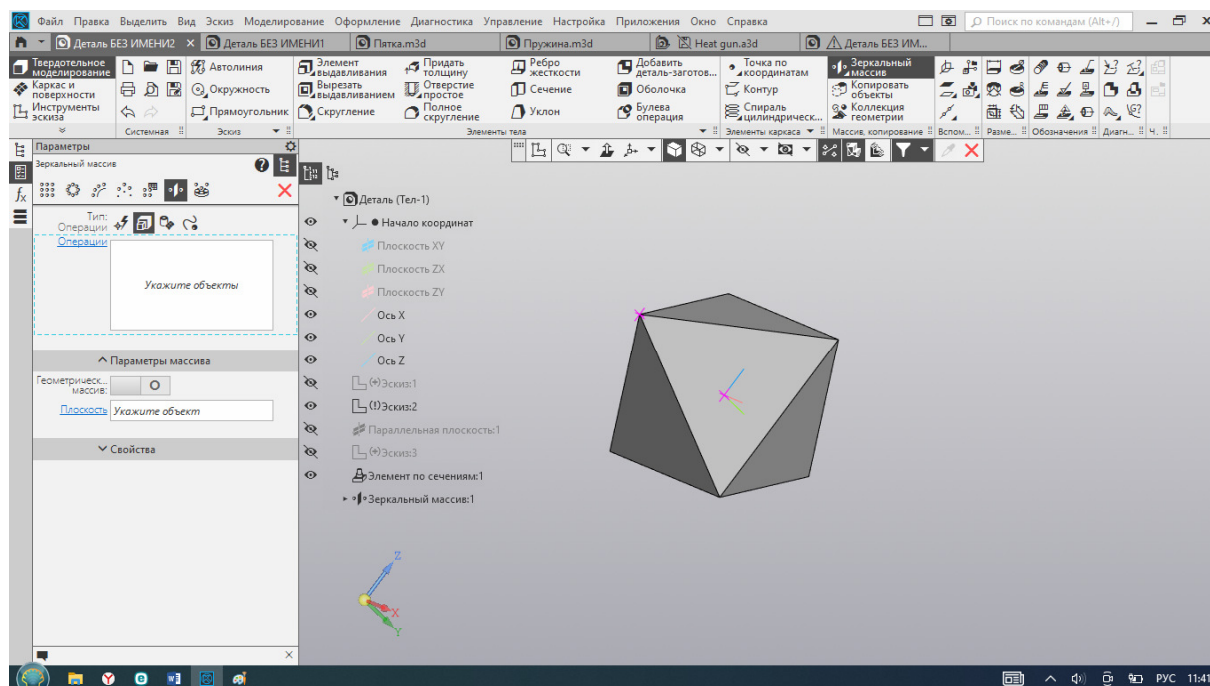 Файл Правка Выделить Вид Эскиз Моделирование Оформление Диагностика Управление Настройка Приложения Окно Справка
Поиск по командам (Alt+/)
Деталь БЕЗ ИМЕНИ2
Деталь БЕЗ ИМЕНИ1
Пятка.m3d
Пружина.m3d
Heat gun.a3d
Деталь БЕЗ ИМ...
Твердотельное моделирование
Каркас и поверхности
Инструменты эскиза
Системная
Автолиния
Окружность
Прямоугольник
Эскиз
Элемент выдавливания
Вырезать выдавливанием
Скругление
Придать толщину
Отверстие простое
Полное скругление
Ребро жесткости
Сечение
Уклон
Добавить деталь-заготов...
Оболочка
Булева операция
Элементы тела
Точка по координатам
Контур
Спираль цилиндрическ...
Элементы каркаса
Зеркальный массив
Копировать объекты
Коллекция геометрии
Массив, копирование
Вспом...
Разме...
Обозначения
Диагн...
Ч.
Параметры
Зеркальный массив
Тип:
Операции
Операции
Укажите объекты
Параметры массива
Геометрическ...
массив:
Плоскость Укажите объект
Свойства
Деталь (Тел-1)
Начало координат
Плоскость XY
Плоскость ZX
Плоскость ZY
Ось X
Ось Y
Ось Z
(+)Эскиз:1
(!)Эскиз:2
Параллельная плоскость:1
(+)Эскиз:3
Элемент по сечениям:1
Зеркальный массив:1
Z
X
Y
РУС 11:41